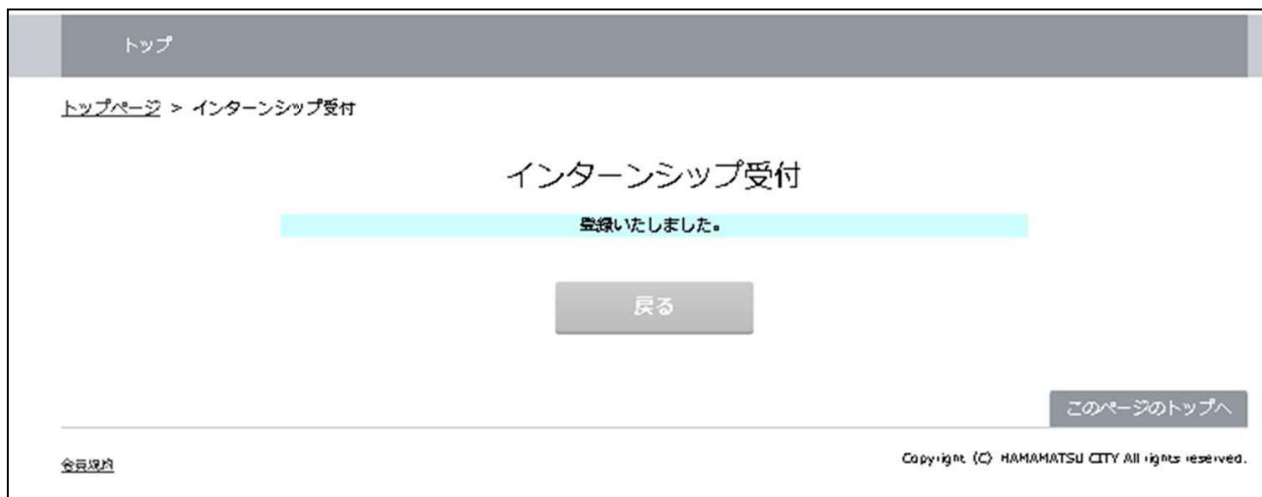 トップ
トップページ > インターンシップ受付
インターンシップ受付
登録いたしました。
戻る
このページのトップへ
会員規約
Copyright (C) HAMAMATSU CITY All rights reserved.